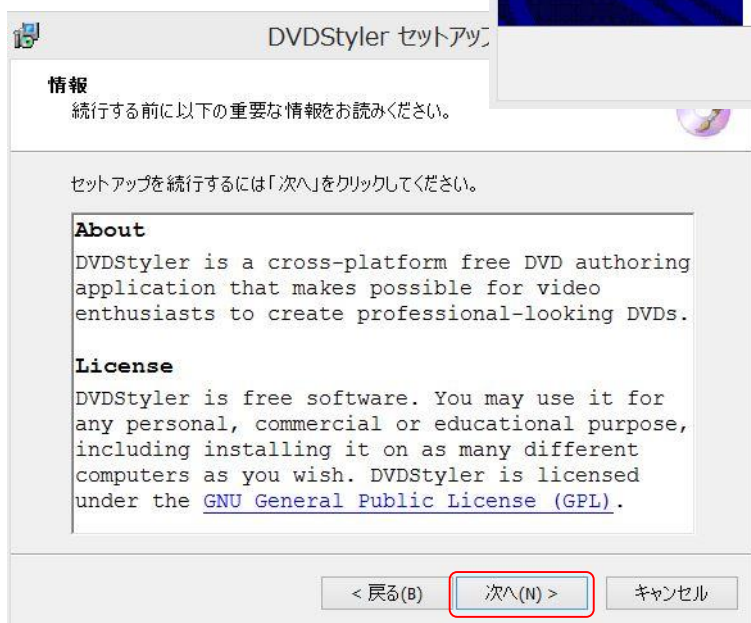 DVDStyler セットアップ
情報
続行する前に以下の重要な情報をお読みください。
セットアップを続行するには「次へ」をクリックしてください。
About
DVDStyler is a cross-platform free DVD authoring
application that makes possible for video
enthusiasts to create professional-looking DVDs.
License
DVDStyler is free software. You may use it for
any personal, commercial or educational purpose,
including installing it on as many different
computers as you wish. DVDStyler is licensed
under the GNU General Public License (GPL).
< 戻る(B)
次へ(N) >
キャンセル